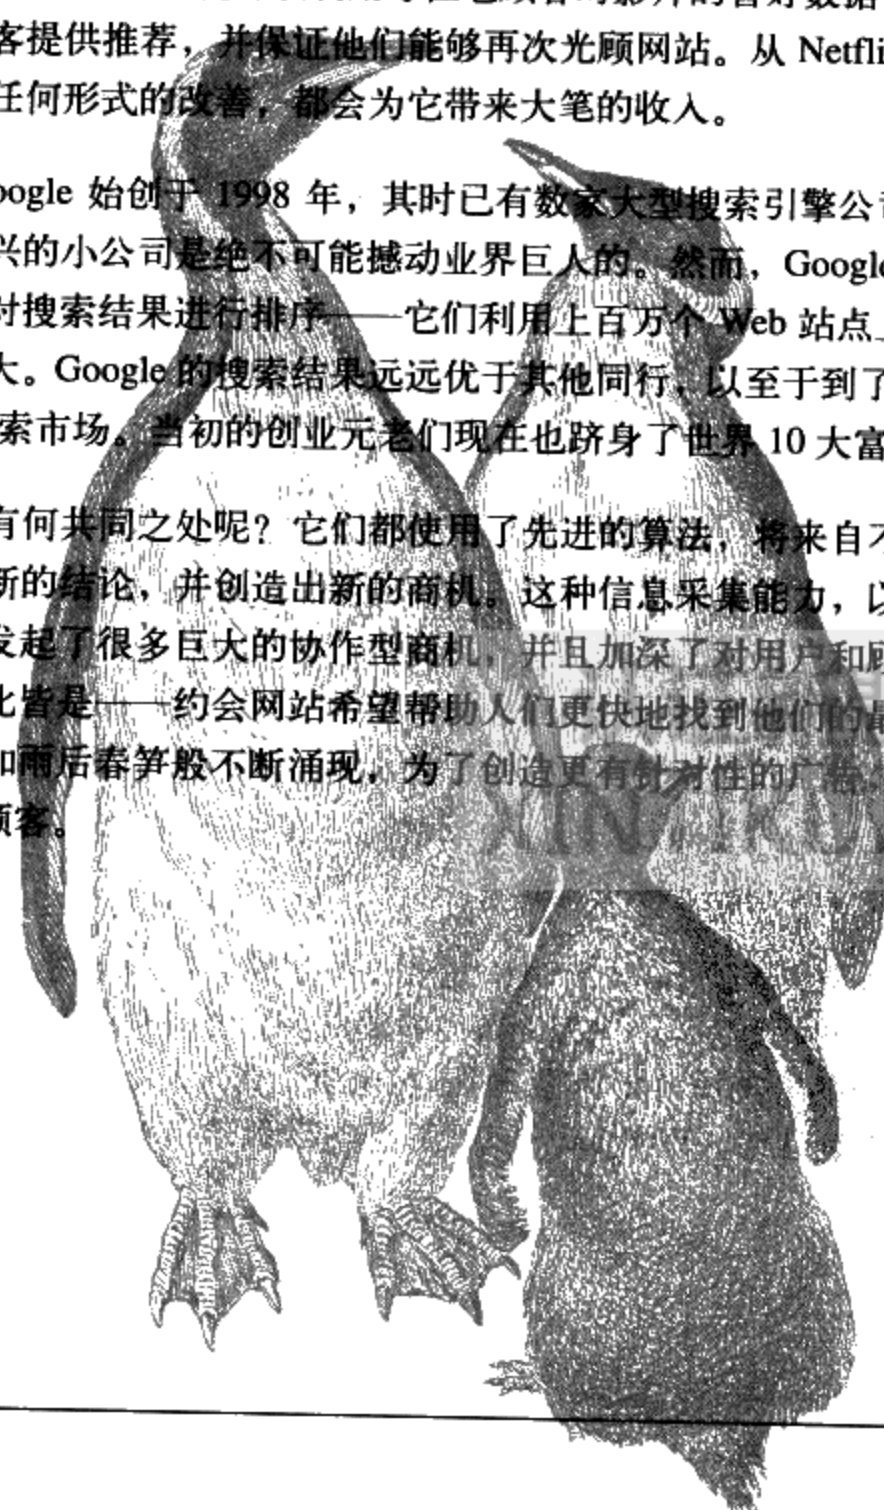 客提供推荐，并保证他们能够再次光顾网站。从 Netfli
任何形式的改善，都会为它带来大笔的收入。
oogle 始创于 1998 年，其时已有数家大型搜索引擎公
兴的小公司是绝不可能撼动业界巨人的。然而，Google
对搜索结果进行排序——它们利用上百万个 Web 站点
大。Google 的搜索结果远远优于其他同行，以至于到了
索市场。当初的创业元老们现在也跻身了世界 10 大富
有何共同之处呢？它们都使用了先进的算法，将来自
新的结论，并创造出新的商机。这种信息采集能力，以
发起了很多巨大的协作型商机，并且加深了对用户和顾
比皆是——约会网站希望帮助人们更快地找到他们的最
如雨后春笋般不断涌现，为了创造更有针对性的广告
顾客。